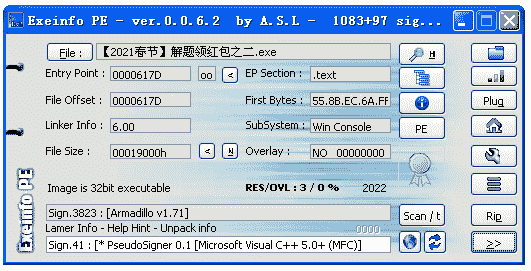 Exeinfo PE - ver.0.0.6.2 by A.S.L - 1083+97 sig...
File : 【2021春节】解题领红包之二.exe H
Entry Point : 0000617D oo < EP Section : .text
File Offset : 0000617D First Bytes : 55.8B.EC.6A.FF Plug
Linker Info : 6.00 SubSystem : Win Console PE
File Size : 00019000h < N Overlay : NO 00000000
Image is 32bit executable RES/OVL : 3 / 0 % 2022
Exeinfo PE
Sign.3823 : [Armadillo v1.71] Scan / t Rip
Lamer Info - Help Hint - Unpack info
Sign.41 : [* PseudoSigner 0.1 [Microsoft Visual C++ 5.0+ (MFC)] >>